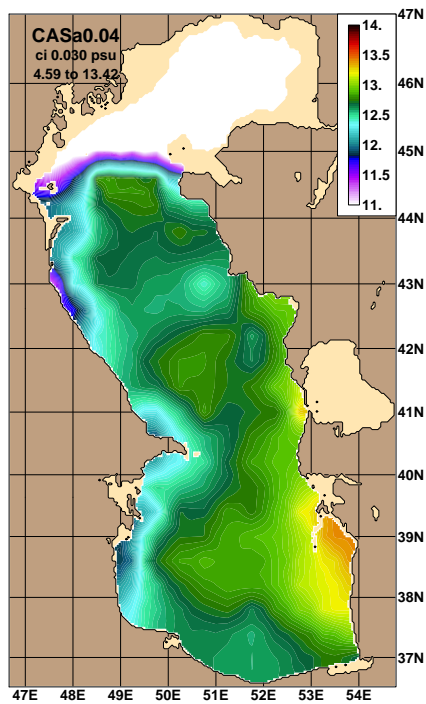 CASa0.04
ci 0.030 psu
4.59 to 13.42
14.
13.
13.
12.5
12.
11.5
11.
47N
46N
45N
44N
43N
42N
41N
40N
39N
38N
37N
47E 48E 49E 50E 51E 52E 53E 54E